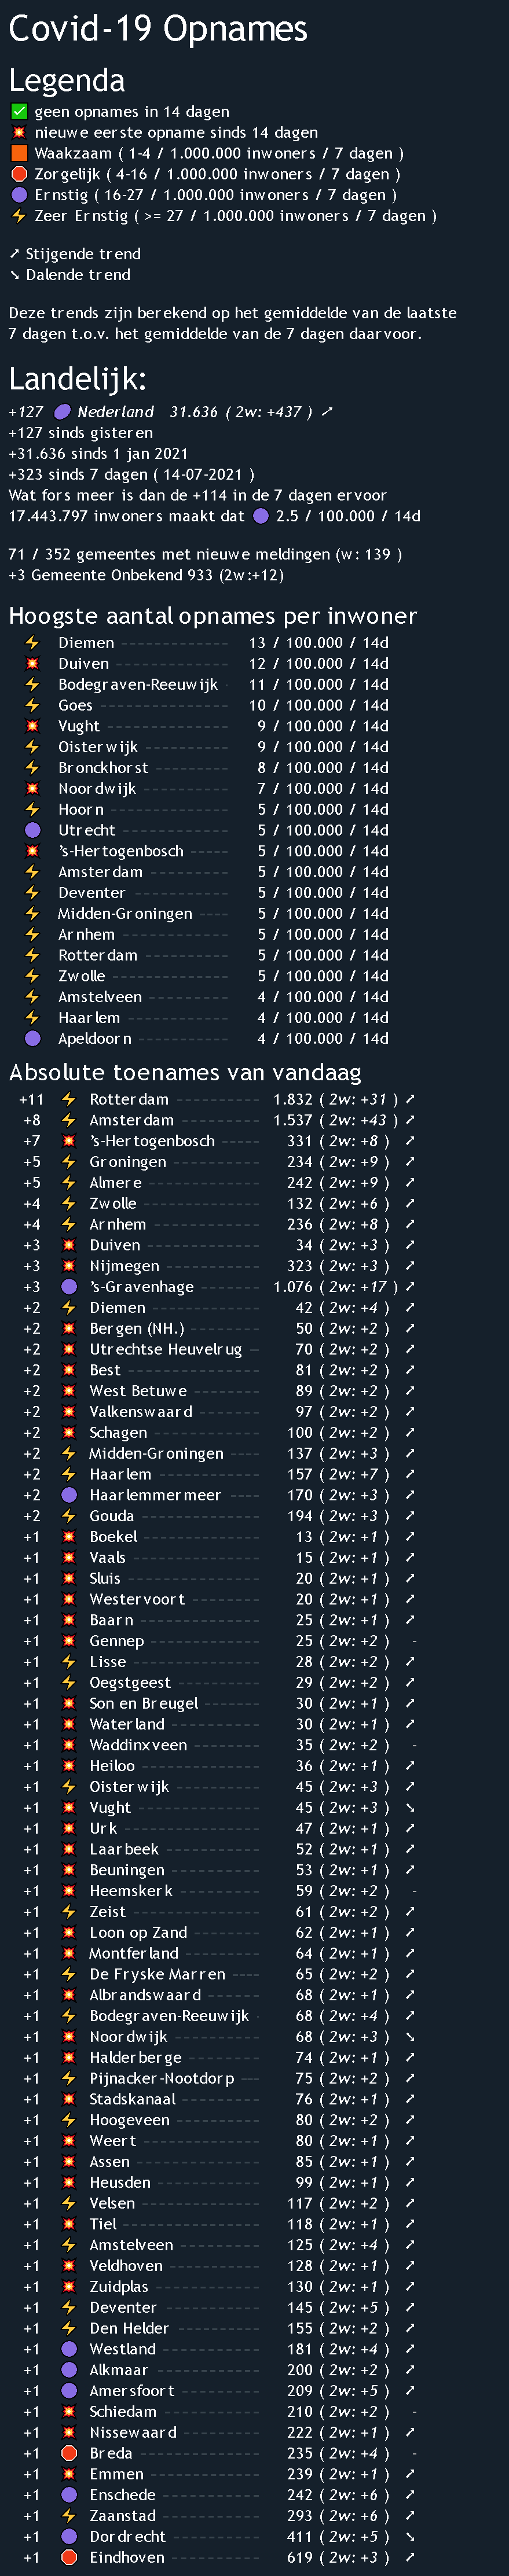 Covid-19 Opnames
Legenda
✅ geen opnames in 14 dagen
💥 nieuwe eerste opname sinds 14 dagen
🟧 Waakzaam ( 1-4 / 1.000.000 inwoners / 7 dagen )
🛑 Zorgelijk ( 4-16 / 1.000.000 inwoners / 7 dagen )
🟣 Ernstig ( 16-27 / 1.000.000 inwoners / 7 dagen )
⚡ Zeer Ernstig ( >= 27 / 1.000.000 inwoners / 7 dagen )
➚ Stijgende trend
➘ Dalende trend
Deze trends zijn berekend op het gemiddelde van de laatste
7 dagen t.o.v. het gemiddelde van de 7 dagen daarvoor.
Landelijk:
+127 🟣 Nederland 31.636 ( 2w: +437 ) ➚
+127 sinds gisteren
+31.636 sinds 1 jan 2021
+323 sinds 7 dagen ( 14-07-2021 )
Wat fors meer is dan de +114 in de 7 dagen ervoor
17.443.797 inwoners maakt dat 🟣 2.5 / 100.000 / 14d
71 / 352 gemeentes met nieuwe meldingen (w: 139 )
+3 Gemeente Onbekend 933 (2w:+12)
Hoogste aantal opnames per inwoner
⚡ Diemen 13 / 100.000 / 14d
💥 Duiven 12 / 100.000 / 14d
⚡ Bodegraven-Reeuwijk 11 / 100.000 / 14d
⚡ Goes 10 / 100.000 / 14d
💥 Vught 9 / 100.000 / 14d
⚡ Oisterwijk 9 / 100.000 / 14d
⚡ Bronckhorst 8 / 100.000 / 14d
💥 Noordwijk 7 / 100.000 / 14d
⚡ Hoorn 5 / 100.000 / 14d
🟣 Utrecht 5 / 100.000 / 14d
💥 's-Hertogenbosch 5 / 100.000 / 14d
⚡ Amsterdam 5 / 100.000 / 14d
⚡ Deventer 5 / 100.000 / 14d
⚡ Midden-Groningen 5 / 100.000 / 14d
⚡ Arnhem 5 / 100.000 / 14d
⚡ Rotterdam 5 / 100.000 / 14d
⚡ Zwolle 5 / 100.000 / 14d
⚡ Amstelveen 4 / 100.000 / 14d
⚡ Haarlem 4 / 100.000 / 14d
🟣 Apeldoorn 4 / 100.000 / 14d
Absolute toenames van vandaag
+11 ⚡ Rotterdam 1.832 ( 2w: +31 ) ➚
+8 ⚡ Amsterdam 1.537 ( 2w: +43 ) ➚
+7 💥 's-Hertogenbosch 331 ( 2w: +8 ) ➚
+5 ⚡ Groningen 234 ( 2w: +9 ) ➚
+5 ⚡ Almere 242 ( 2w: +9 ) ➚
+4 ⚡ Zwolle 132 ( 2w: +6 ) ➚
+4 ⚡ Arnhem 236 ( 2w: +8 ) ➚
+3 💥 Duiven 34 ( 2w: +3 ) ➚
+3 💥 Nijmegen 323 ( 2w: +3 ) ➚
+3 🟣 's-Gravenhage 1.076 ( 2w: +17 ) ➚
+2 ⚡ Diemen 42 ( 2w: +4 ) ➚
+2 💥 Bergen (NH.) 50 ( 2w: +2 ) ➚
+2 💥 Utrechtse Heuvelrug 70 ( 2w: +2 ) ➚
+2 💥 Best 81 ( 2w: +2 ) ➚
+2 💥 West Betuwe 89 ( 2w: +2 ) ➚
+2 💥 Valkenswaard 97 ( 2w: +2 ) ➚
+2 💥 Schagen 100 ( 2w: +2 ) ➚
+2 ⚡ Midden-Groningen 137 ( 2w: +3 ) ➚
+2 ⚡ Haarlem 157 ( 2w: +7 ) ➚
+2 🟣 Haarlemmermeer 170 ( 2w: +3 ) ➚
+2 ⚡ Gouda 194 ( 2w: +3 ) ➚
+1 💥 Boekel 13 ( 2w: +1 ) ➚
+1 💥 Vaals 15 ( 2w: +1 ) ➚
+1 💥 Sluis 20 ( 2w: +1 ) ➚
+1 💥 Westervoort 20 ( 2w: +1 ) ➚
+1 💥 Baarn 25 ( 2w: +1 ) ➚
+1 💥 Gennep 25 ( 2w: +2 ) -
+1 ⚡ Lisse 28 ( 2w: +2 ) ➚
+1 ⚡ Oegstgeest 29 ( 2w: +2 ) ➚
+1 💥 Son en Breugel 30 ( 2w: +1 ) ➚
+1 💥 Waterland 30 ( 2w: +1 ) ➚
+1 💥 Waddinxveen 35 ( 2w: +2 ) -
+1 💥 Heiloo 36 ( 2w: +1 ) ➚
+1 ⚡ Oisterwijk 45 ( 2w: +3 ) ➚
+1 💥 Vught 45 ( 2w: +3 ) ➘
+1 💥 Urk 47 ( 2w: +1 ) ➚
+1 💥 Laarbeek 52 ( 2w: +1 ) ➚
+1 💥 Beuningen 53 ( 2w: +1 ) ➚
+1 💥 Heemskerk 59 ( 2w: +2 ) -
+1 ⚡ Zeist 61 ( 2w: +2 ) ➚
+1 💥 Loon op Zand 62 ( 2w: +1 ) ➚
+1 💥 Montferland 64 ( 2w: +1 ) ➚
+1 ⚡ De Fryske Marren 65 ( 2w: +2 ) ➚
+1 💥 Albrandswaard 68 ( 2w: +1 ) ➚
+1 ⚡ Bodegraven-Reeuwijk 68 ( 2w: +4 ) ➚
+1 💥 Noordwijk 68 ( 2w: +3 ) ➘
+1 💥 Halderberge 74 ( 2w: +1 ) ➚
+1 ⚡ Pijnacker-Nootdorp 75 ( 2w: +2 ) ➚
+1 💥 Stadskanaal 76 ( 2w: +1 ) ➚
+1 ⚡ Hoogeveen 80 ( 2w: +2 ) ➚
+1 💥 Weert 80 ( 2w: +1 ) ➚
+1 💥 Assen 85 ( 2w: +1 ) ➚
+1 💥 Heusden 99 ( 2w: +1 ) ➚
+1 ⚡ Velsen 117 ( 2w: +2 ) ➚
+1 💥 Tiel 118 ( 2w: +1 ) ➚
+1 ⚡ Amstelveen 125 ( 2w: +4 ) ➚
+1 💥 Veldhoven 128 ( 2w: +1 ) ➚
+1 💥 Zuidplas 130 ( 2w: +1 ) ➚
+1 ⚡ Deventer 145 ( 2w: +5 ) ➚
+1 ⚡ Den Helder 155 ( 2w: +2 ) ➚
+1 🟣 Westland 181 ( 2w: +4 ) ➚
+1 🟣 Alkmaar 200 ( 2w: +2 ) ➚
+1 🟣 Amersfoort 209 ( 2w: +5 ) ➚
+1 💥 Schiedam 210 ( 2w: +2 ) -
+1 💥 Nissewaard 222 ( 2w: +1 ) ➚
+1 🛑 Breda 235 ( 2w: +4 ) -
+1 💥 Emmen 239 ( 2w: +1 ) ➚
+1 🟣 Enschede 242 ( 2w: +6 ) ➚
+1 ⚡ Zaanstad 293 ( 2w: +6 ) ➚
+1 🟣 Dordrecht 411 ( 2w: +5 ) ➘
+1 🛑 Eindhoven 619 ( 2w: +3 ) ➚